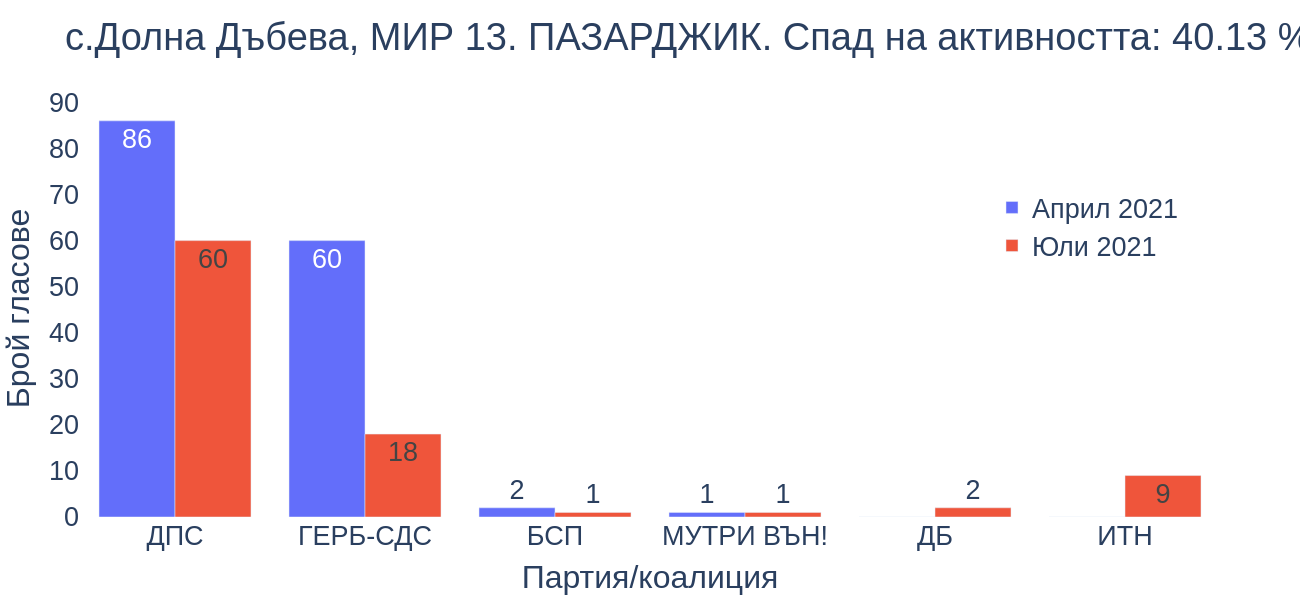 с.Долна Дъбева, МИР 13. ПАЗАРДЖИК. Спад на активността: 40.13 %
90
80
70
60
50
40
30
20
10
0
Брой гласове
86
60
60
18
2
1
1
1
2
9
Април 2021
Юли 2021
ДПС
ГЕРБ-СДС
БСП
МУТРИ ВЪН!
ДБ
ИТН
Партия/коалиция